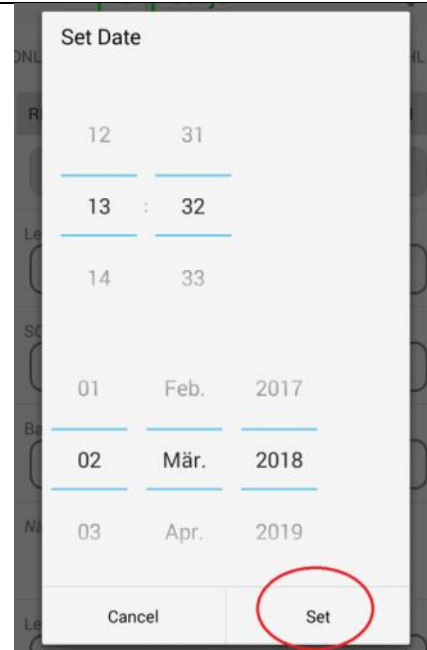 Set Date
12 31
13 : 32
14 33
01 Feb. 2017
02 Mär. 2018
03 Apr. 2019
Cancel Set